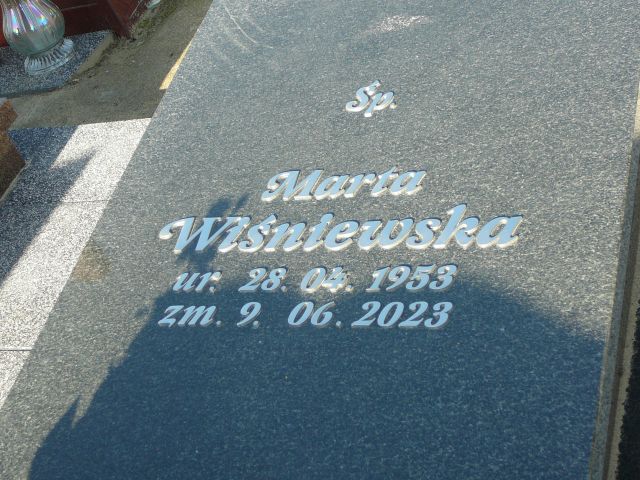 Śp.
Marta
Wiśniewska
ur. 28. 04. 1953
zm. 9. 06. 2023